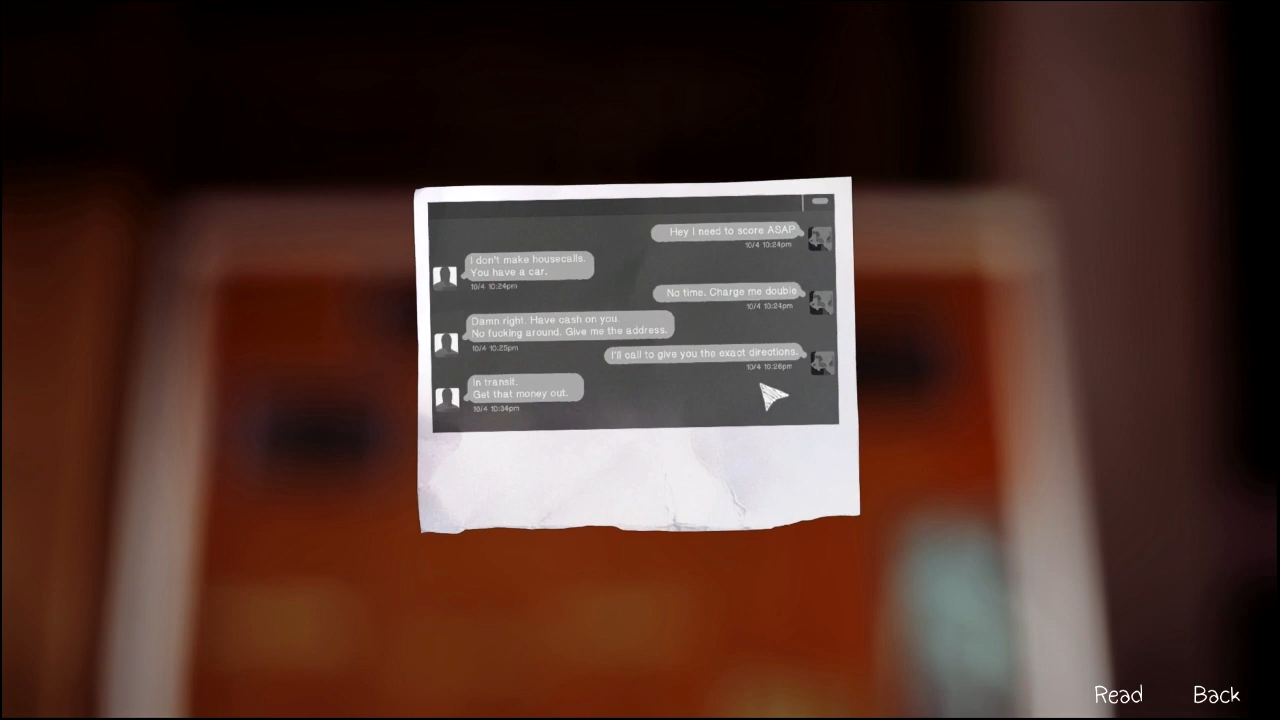 Hey I need to score ASAP
10/4 10:24pm
I don't make housecalls.
You have a car.
10/4 10:24pm
No time. Charge me double
10/4 10:24pm
Damn right. Have cash on you.
No fucking around. Give me the address.
10/4 10:25pm
I'll call to give you the exact directions.
10/4 10:26pm
In transit.
Get that money out.
10/4 10:34pm
Read Back